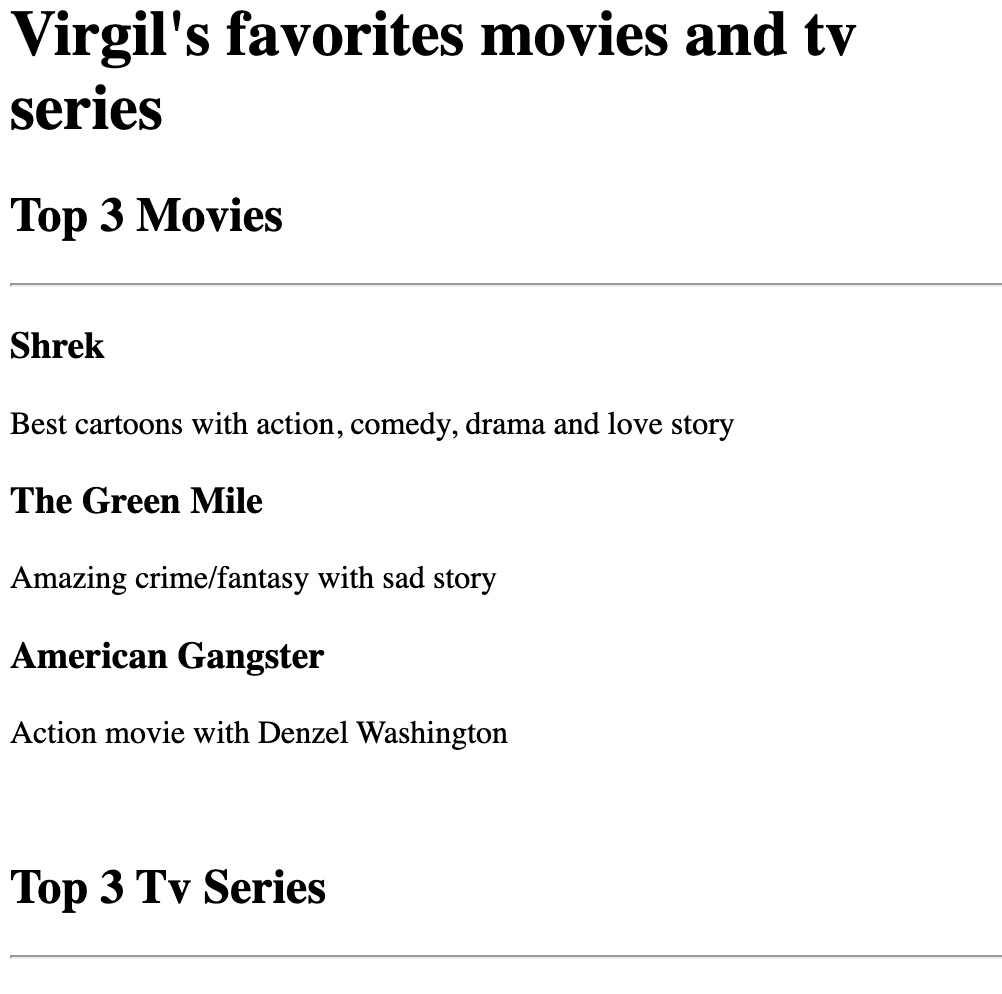 Virgil's favorites movies and tv
series
Top 3 Movies
Shrek
Best cartoons with action, comedy, drama and love story
The Green Mile
Amazing crime/fantasy with sad story
American Gangster
Action movie with Denzel Washington
Top 3 Tv Series